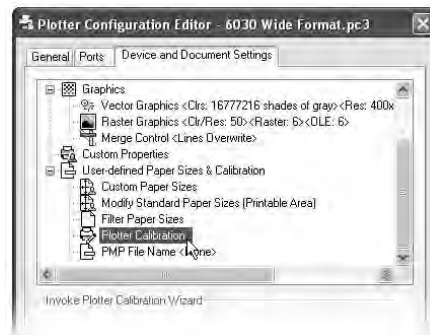 Plotter Configuration Editor - 6030 Wide Format.pc3
General Ports Device and Document Settings
Graphics
Vector Graphics <Clrs: 16777216 shades of gray><Res: 400x
Raster Graphics <Clr/Res: 50><Raster: 6><OLE: 6>
Merge Control <Lines Overwrite>
Custom Properties
User-defined Paper Sizes & Calibration
Custom Paper Sizes
Modify Standard Paper Sizes (Printable Area)
Filter Paper Sizes
Plotter Calibration
PMP File Name <None>
Invoke Plotter Calibration Wizard